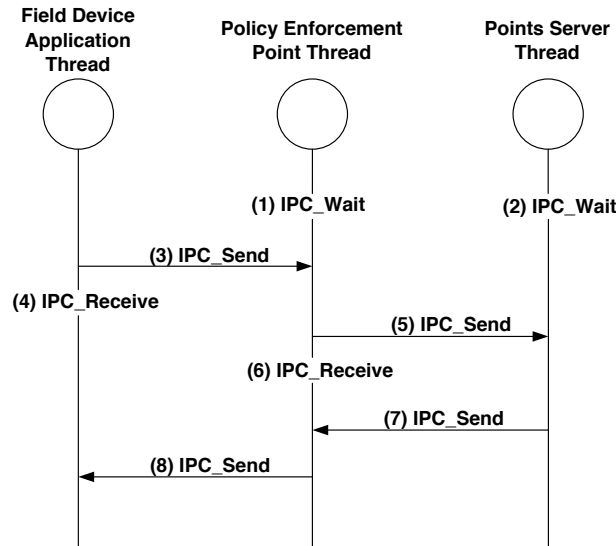 Field Device
Application
Thread
Policy Enforcement
Point Thread
Points Server
Thread
(1) IPC_Wait
(2) IPC_Wait
(3) IPC_Send
(4) IPC_Receive
(5) IPC_Send
(6) IPC_Receive
(7) IPC_Send
(8) IPC_Send